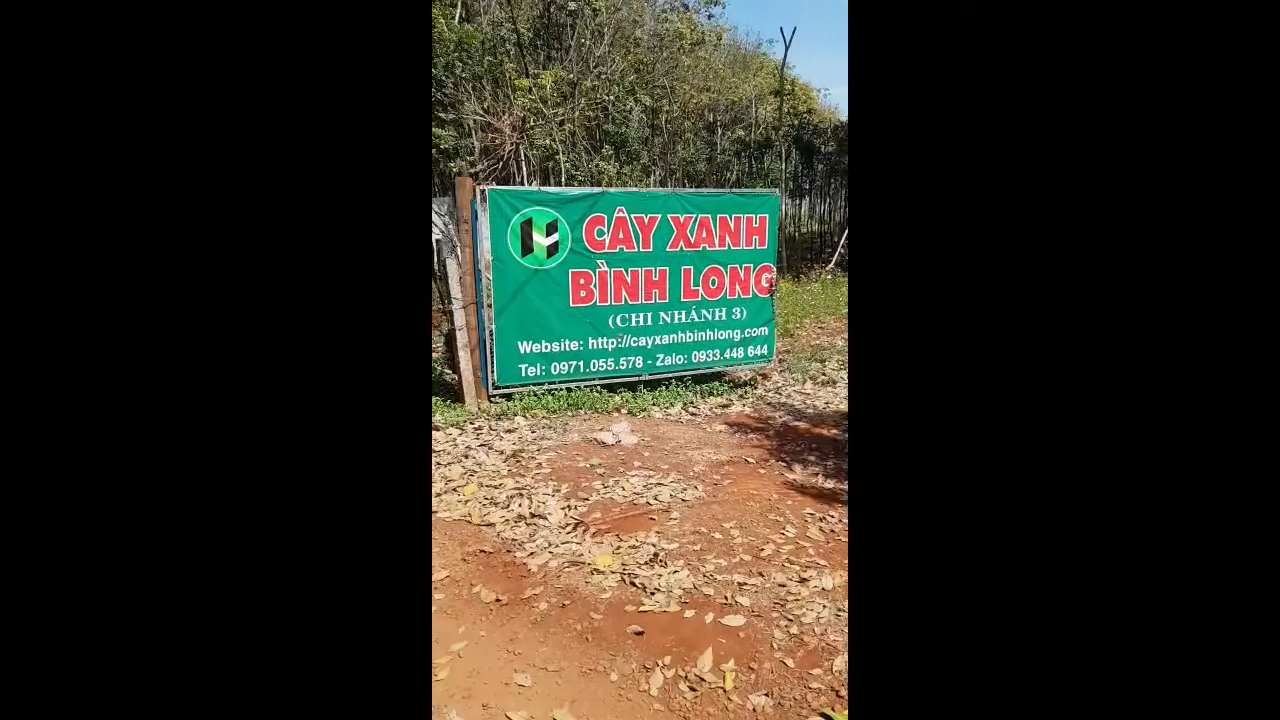 CÂY XANH
BÌNH LONG
(CHI NHÁNH 3)
Website: http://cayxanhbinhlong.com
Tel: 0971.055.578 - Zalo: 0933.448 644